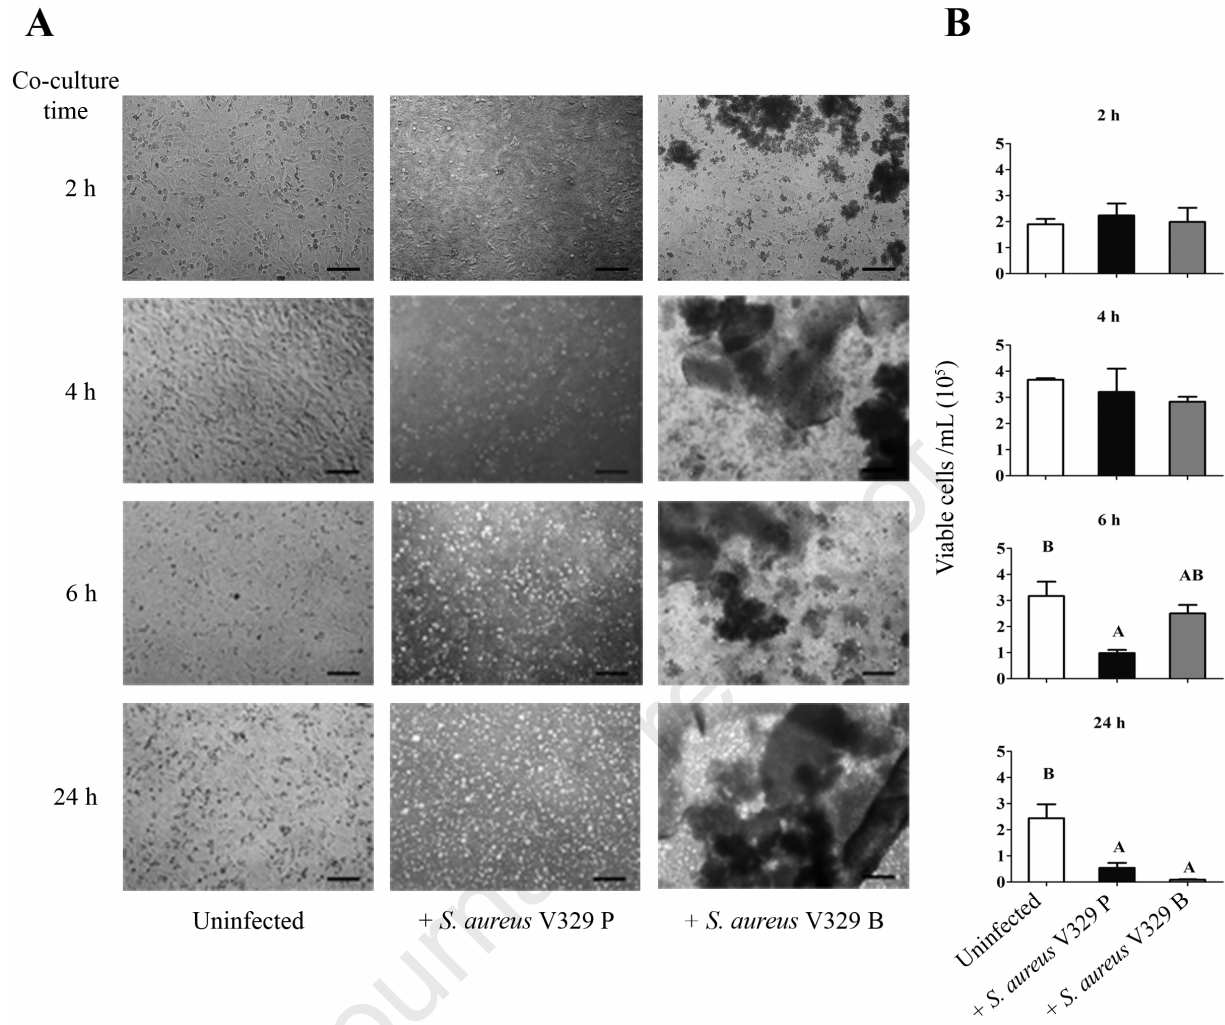 A
B
Co-culture
time
2 h
4 h
6 h
24 h
Uninfected
+ S. aureus V329 P
+ S. aureus V329 B
Viable cells /mL (10⁵)
2 h
5
4
3
2
1
0
4 h
5
4
3
2
1
0
6 h
5
4
3
2
1
0
B
A
AB
24 h
5
4
3
2
1
0
B
A
A
Uninfected
+ S. aureus V329 P
+ S. aureus V329 B